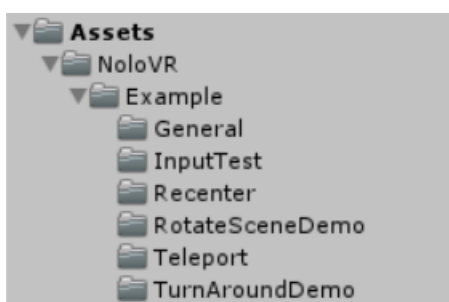 Assets
NoloVR
Example
General
InputTest
Recenter
RotateSceneDemo
Teleport
TurnAroundDemo